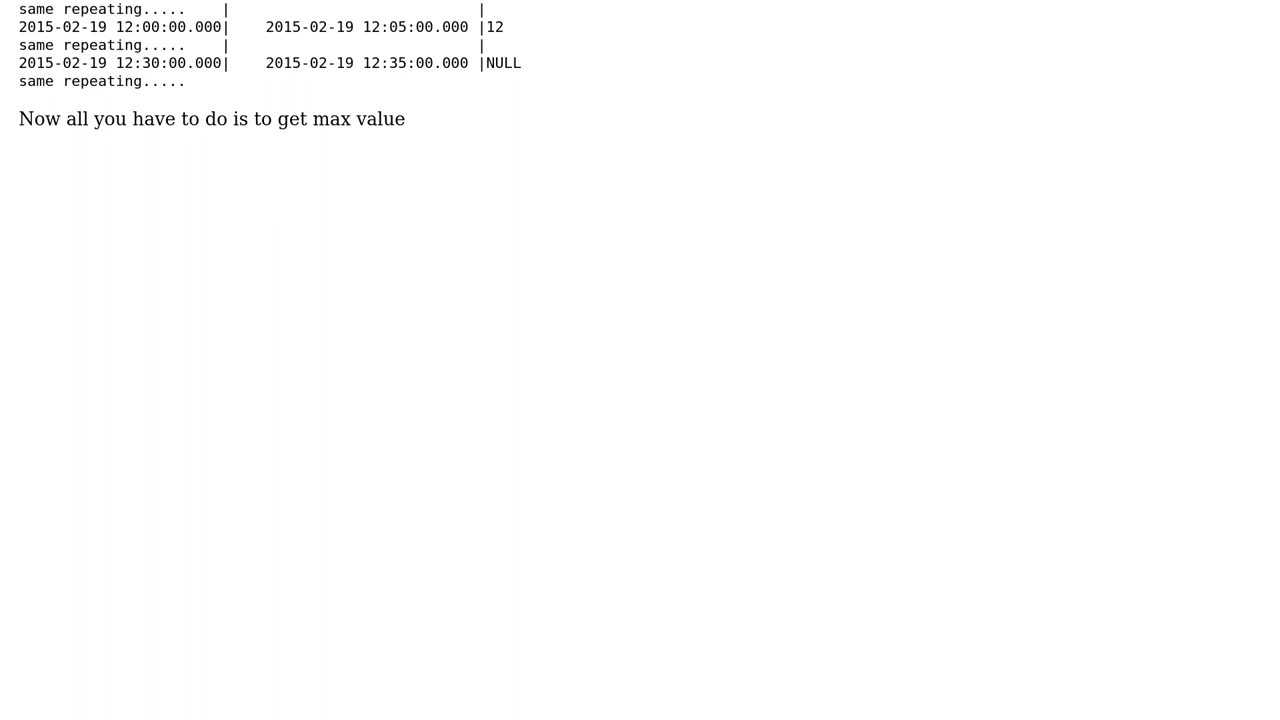 same repeating.....    |                            |
2015-02-19 12:00:00.000|    2015-02-19 12:05:00.000 |12
same repeating.....    |                            |
2015-02-19 12:30:00.000|    2015-02-19 12:35:00.000 |NULL
same repeating.....
Now all you have to do is to get max value